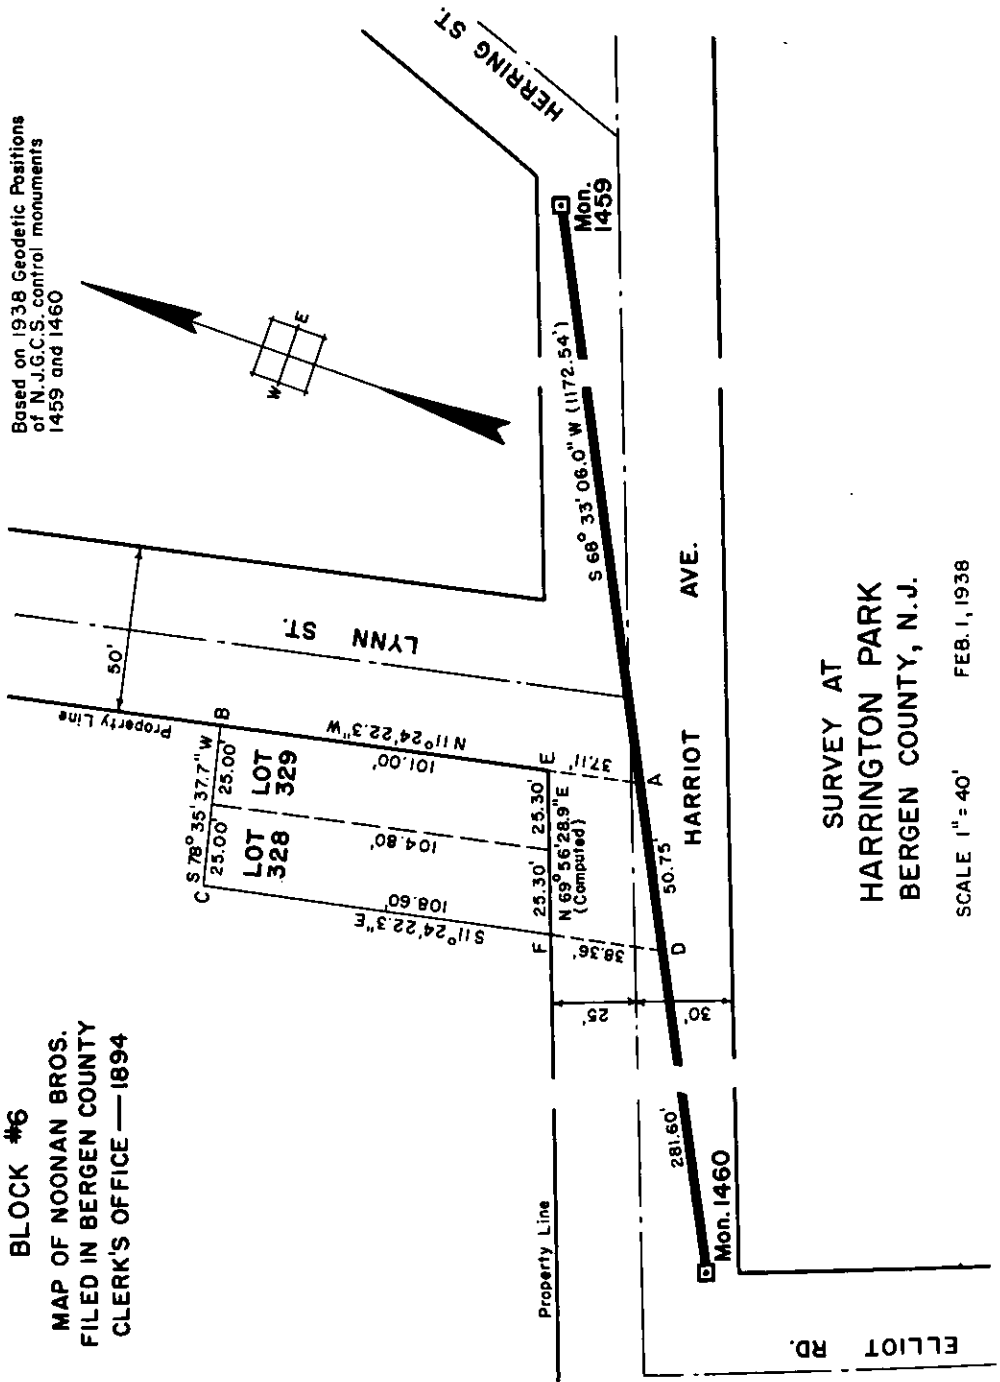 BLOCK #6
MAP OF NOONAN BROS.
FILED IN BERGEN COUNTY
CLERK'S OFFICE — 1894
Based on 1938 Geodetic Positions
of N.J.G.C.S. control monuments
1459 and 1460
W
E
HERRING ST.
Mon.
1459
S 68° 33' 06.0" W (1172.54')
LYNN ST.
50'
Property Line
B
C
S 78° 35' 37.7" W
25.00'
25.00'
LOT
328
LOT
329
N 11° 24' 22.3" W
101.00'
104.80'
108.60'
S 11° 24' 22.3" E
F
25.30'
25.30'
E
N 69° 56' 28.9" E
(Computed)
38.36'
37.11'
D
50.75'
A
25'
30'
HARRIOT AVE.
281.60'
Mon. 1460
Property Line
ELLIOT RD.
SURVEY AT
HARRINGTON PARK
BERGEN COUNTY, N.J.
SCALE 1" = 40' FEB. 1, 1938